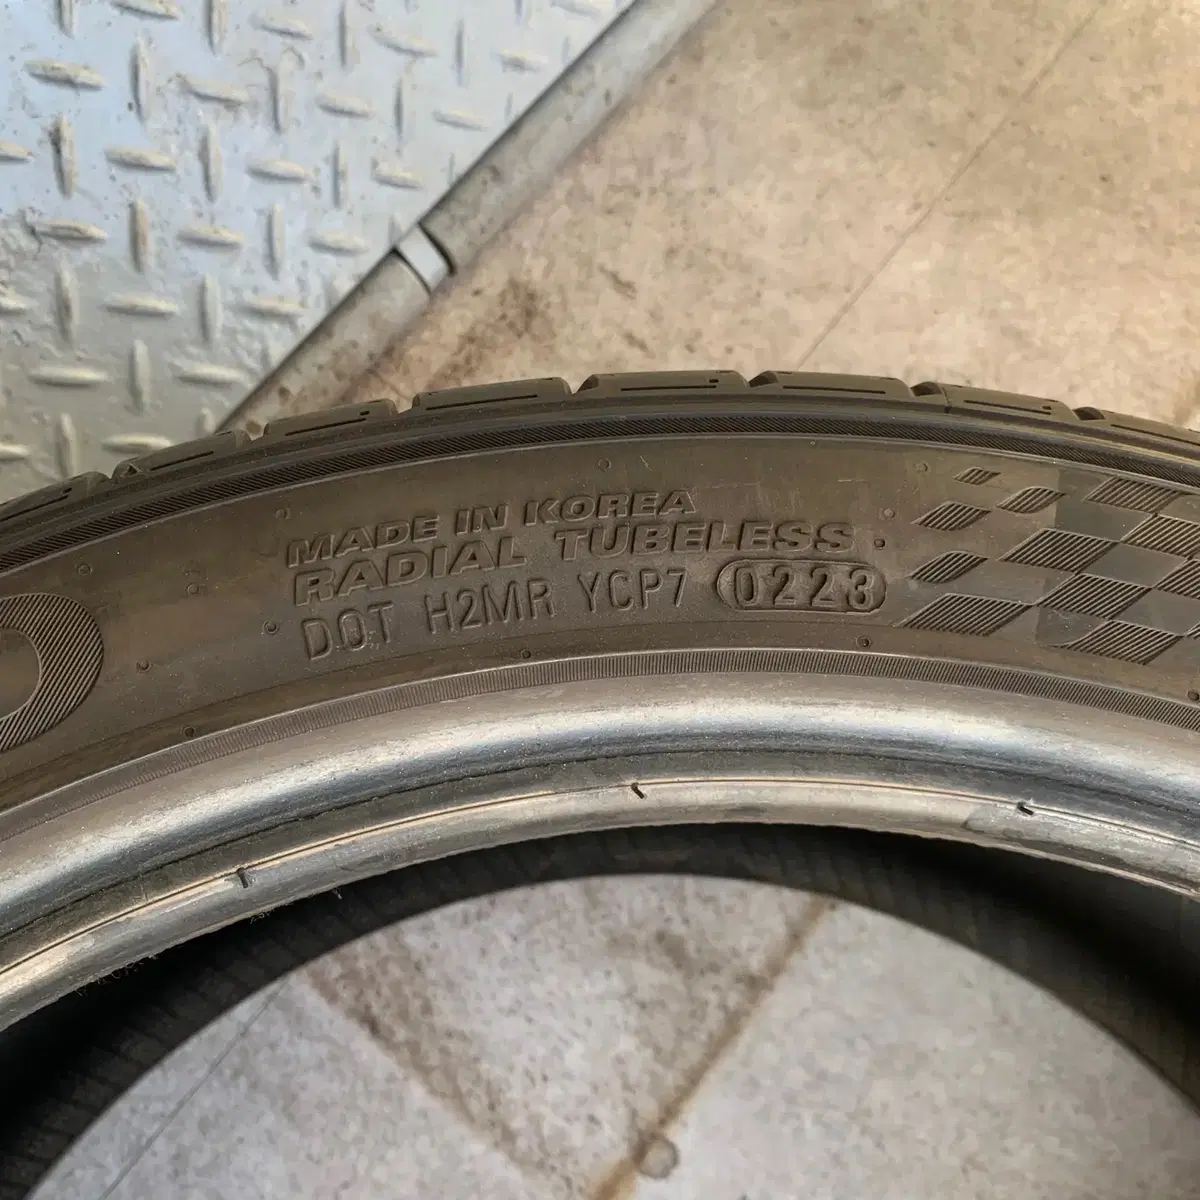 MADE IN KOREA
RADIAL TUBELESS
DOT H2MR YCP7 0223